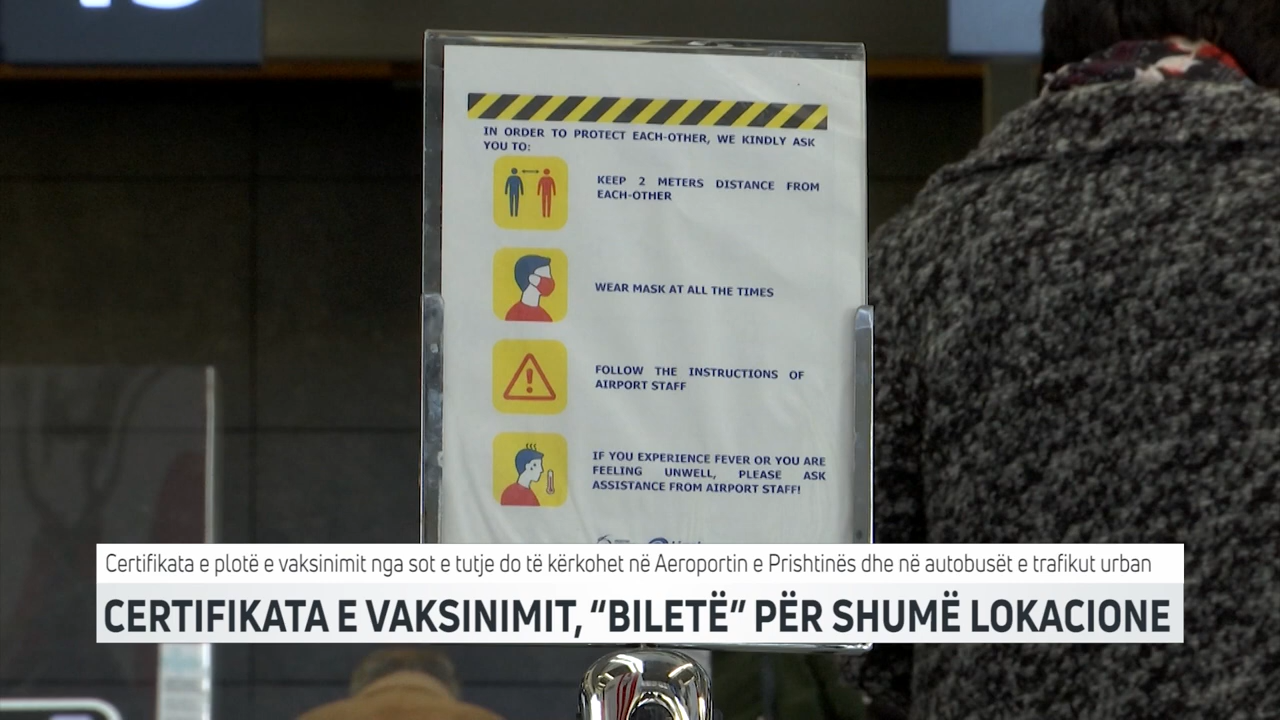 IN ORDER TO PROTECT EACH-OTHER, WE KINDLY ASK
YOU TO:
KEEP 2 METERS DISTANCE FROM
EACH-OTHER
WEAR MASK AT ALL THE TIMES
FOLLOW THE INSTRUCTIONS OF
AIRPORT STAFF
IF YOU EXPERIENCE FEVER OR YOU ARE
FEELING UNWELL, PLEASE ASK
ASSISTANCE FROM AIRPORT STAFF!
Certifikata e plotë e vaksinimit nga sot e tutje do të kërkohet në Aeroportin e Prishtinës dhe në autobusët e trafikut urban
CERTIFIKATA E VAKSINIMIT, “BILETË” PËR SHUMË LOKACIONE